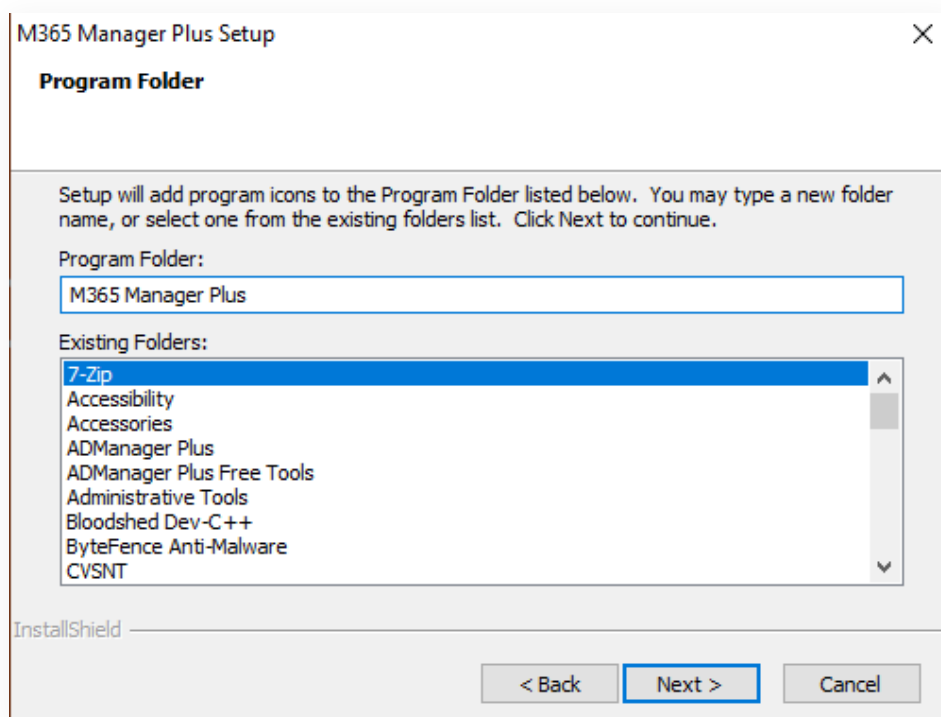 M365 Manager Plus Setup
Program Folder
Setup will add program icons to the Program Folder listed below. You may type a new folder
name, or select one from the existing folders list. Click Next to continue.
Program Folder:
M365 Manager Plus
Existing Folders:
7-Zip
Accessibility
Accessories
ADManager Plus
ADManager Plus Free Tools
Administrative Tools
Bloodshed Dev-C++
ByteFence Anti-Malware
CVSNT
InstallShield
< Back Next > Cancel